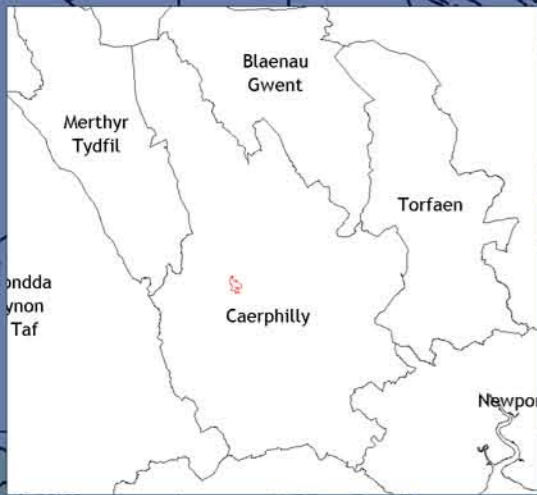 Blaenau
Gwent
Merthyr
Tydfil
Torfaen
ondda
ynon
Taf
Caerphilly
Newpor